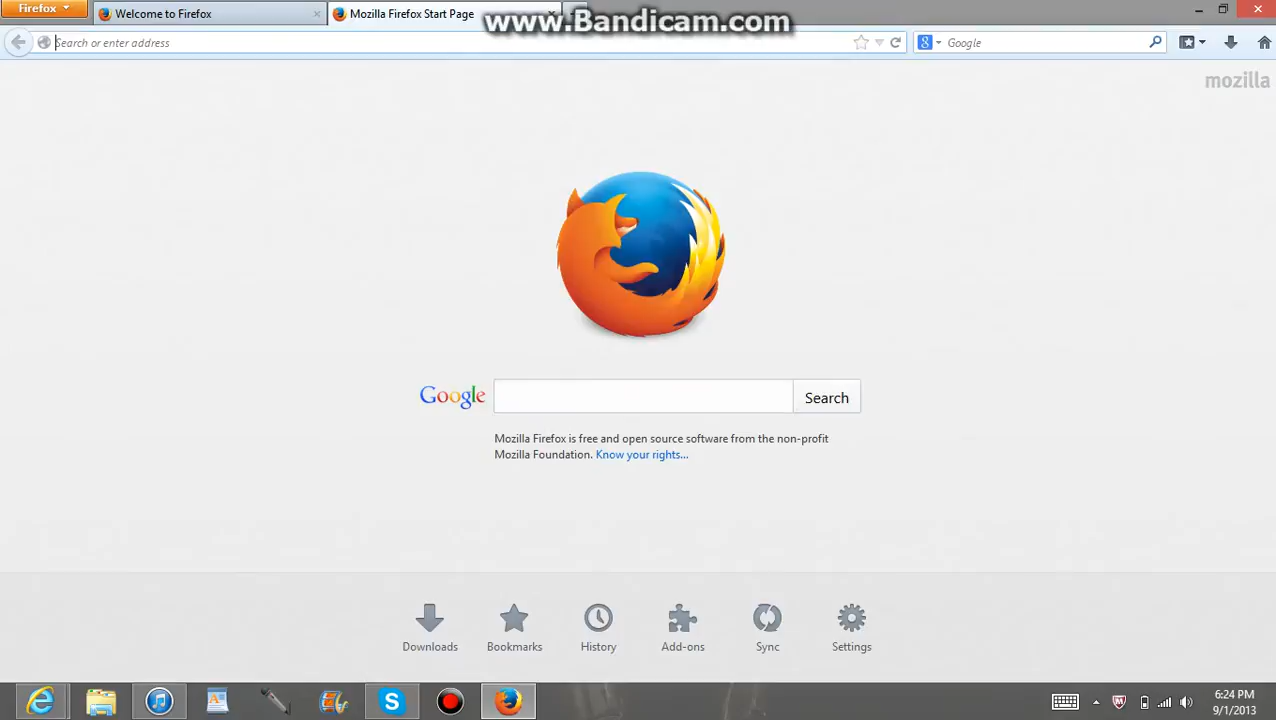 Firefox
Welcome to Firefox
Mozilla Firefox Start Page
www.Bandicam.com
Search or enter address
Google
mozilla
Google
Search
Mozilla Firefox is free and open source software from the non-profit
Mozilla Foundation. Know your rights...
Downloads
Bookmarks
History
Add-ons
Sync
Settings
6:24 PM
9/1/2013